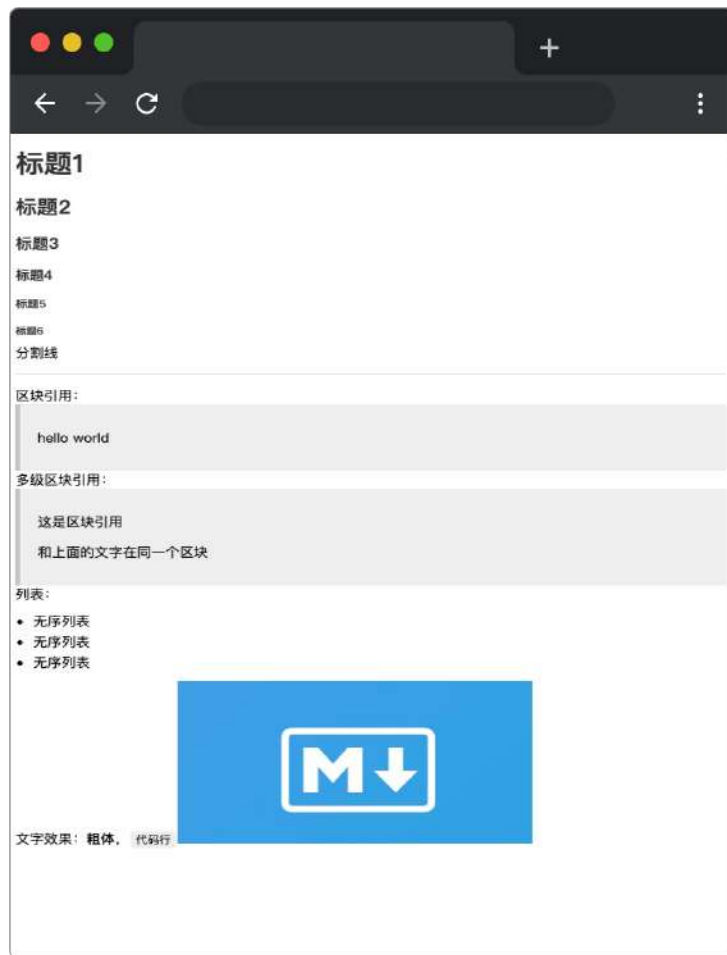 标题1
标题2
标题3
标题4
标题5
标题6
分割线
区块引用：
hello world
多级区块引用：
这是区块引用
和上面的文字在同一个区块
列表：
• 无序列表
• 无序列表
• 无序列表
M
文字效果：粗体， 代码行